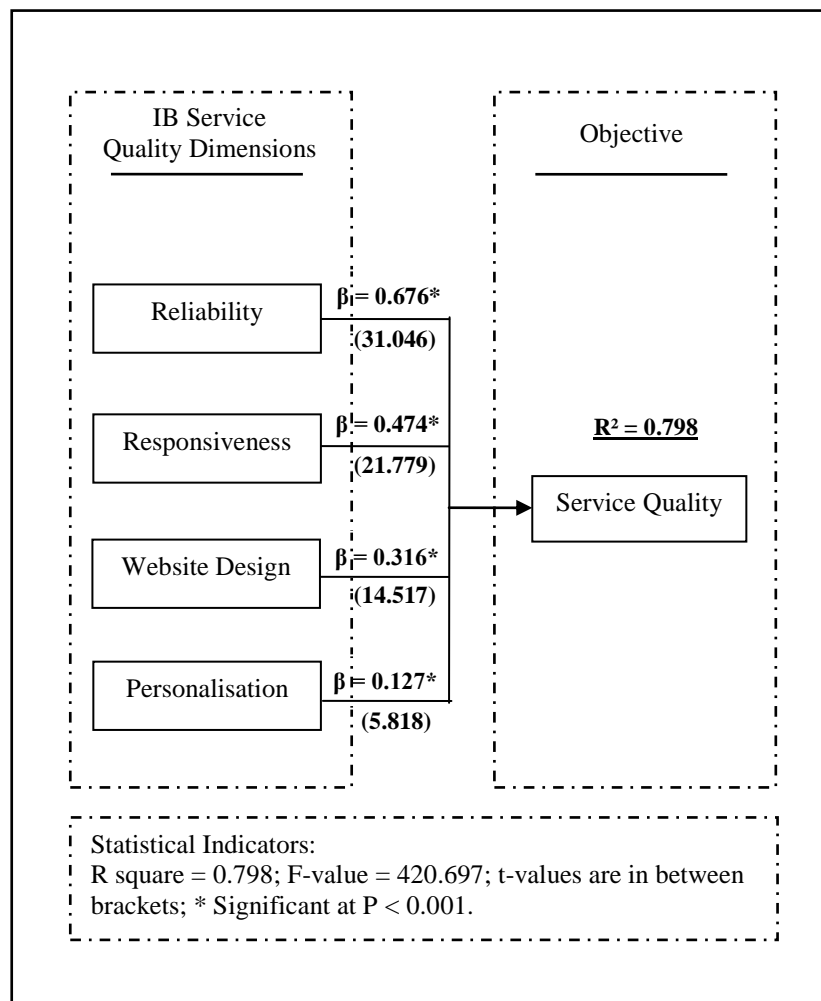 IB Service
Quality Dimensions
Objective
Reliability
β = 0.676*
(31.046)
Responsiveness
β = 0.474*
(21.779)
R² = 0.798
Service Quality
Website Design
β = 0.316*
(14.517)
Personalisation
β = 0.127*
(5.818)
Statistical Indicators:
R square = 0.798; F-value = 420.697; t-values are in between
brackets; * Significant at P < 0.001.